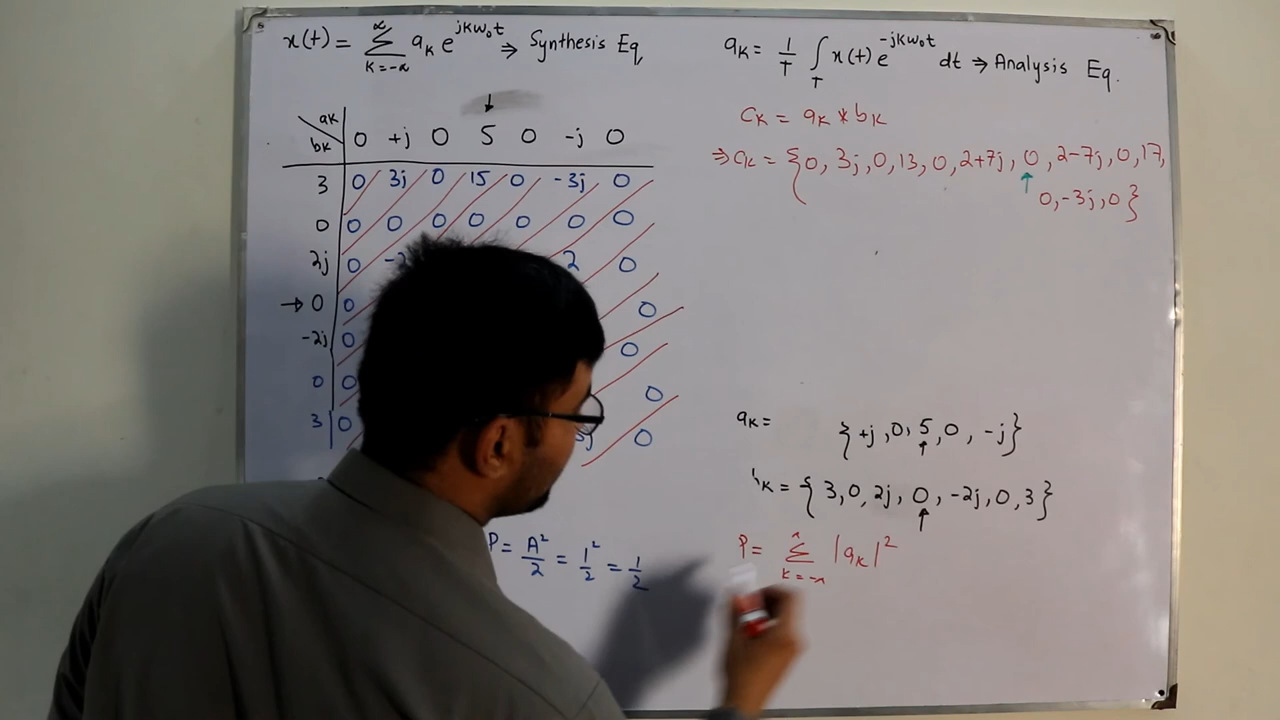 x(t) = ∞ Σ k=-∞ a_k e^{jkω₀t} ⇒ Synthesis Eq.
a_k = 1/T ∫_T x(t) e^{-jkω₀t} dt ⇒ Analysis Eq.
c_k = a_k * b_k
⇒ c_k = {0, 3j, 0, 13, 0, 2+7j, 0, 2-7j, 0, 17,
↑
0, -3j, 0}
↓
a_k
b_k 0 +j 0 5 0 -j 0
3 0 3j 0 15 0 -3j 0
0 0 0 0 0 0 0 0
2j 0 2 0
→ 0 0 0
-2j 0 0
0 0 0
3 0 0
a_k = {+j, 0, 5, 0, -j}
↑
b_k = {3, 0, 2j, 0, -2j, 0, 3}
↑
P = A²/2 = 1²/2 = 1/2
P = ∞ Σ k=-∞ |a_k|²